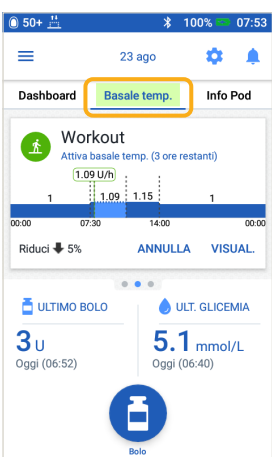 50+ 100% 07:53
23 ago
Dashboard Basale temp. Info Pod
Workout
Attiva basale temp. (3 ore restanti)
1.09 U/h
1 1.09 1.15 1
00:00 07:30 14:00 00:00
Riduci 5% ANNULLA VISUAL.
ULTIMO BOLO ULT. GLICEMIA
3 U 5.1 mmol/L
Oggi (06:52) Oggi (06:40)
Bolo